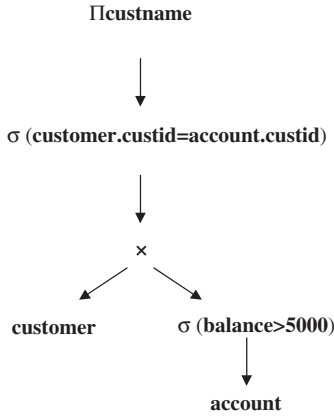 Πcustname
σ (customer.custid=account.custid)
×
customer σ (balance>5000)
account